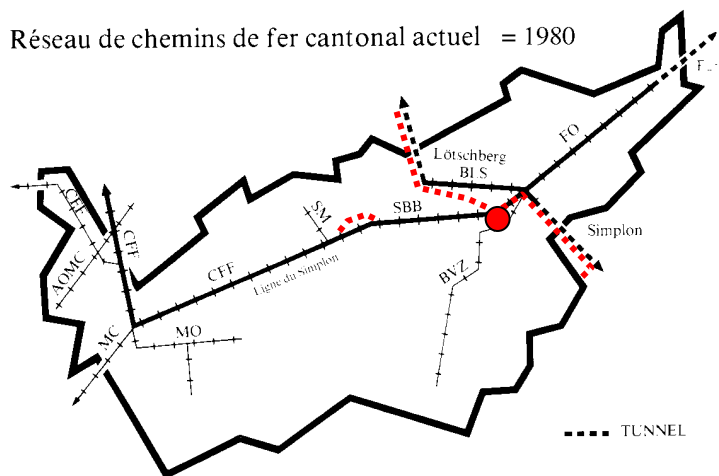 Réseau de chemins de fer cantonal actuel = 1980
FO
Lötschberg
BLS
SM
SBB
Simplon
CFF
CFF
AOMC
CFF
Ligne du Simplon
BVZ
MC
MO
TUNNEL